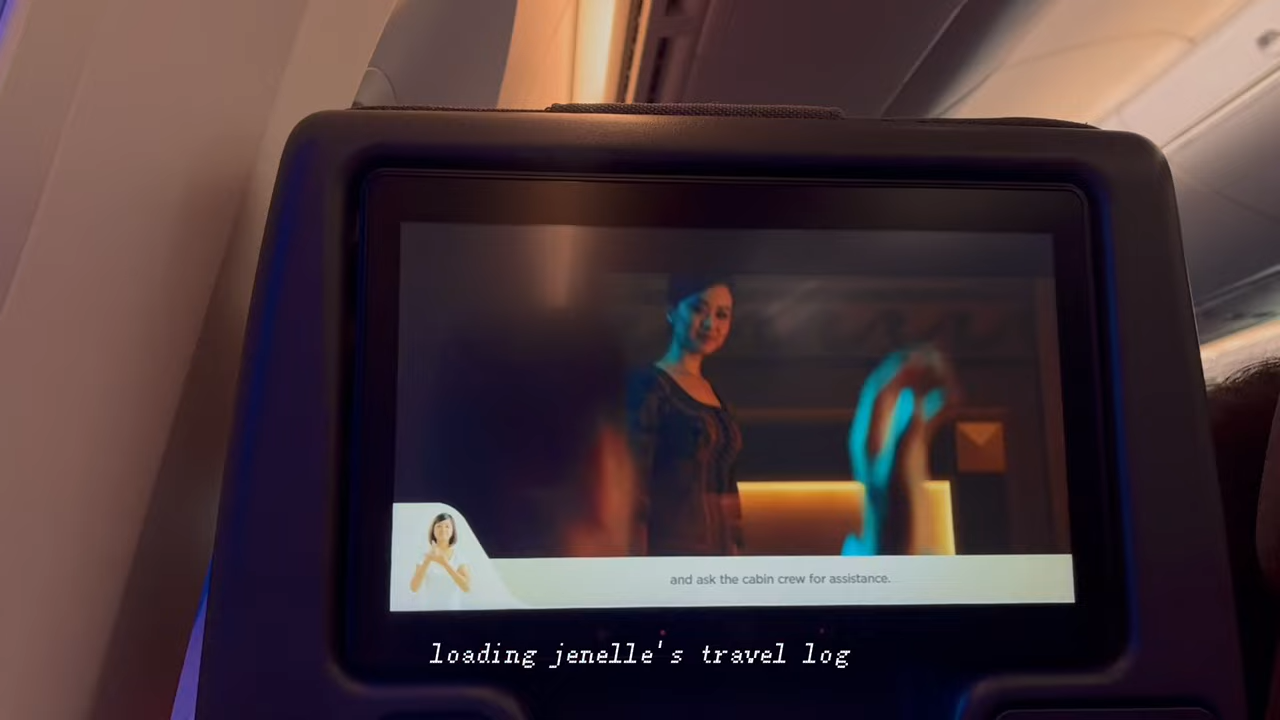 and ask the cabin crew for assistance.
loading jenelle's travel log